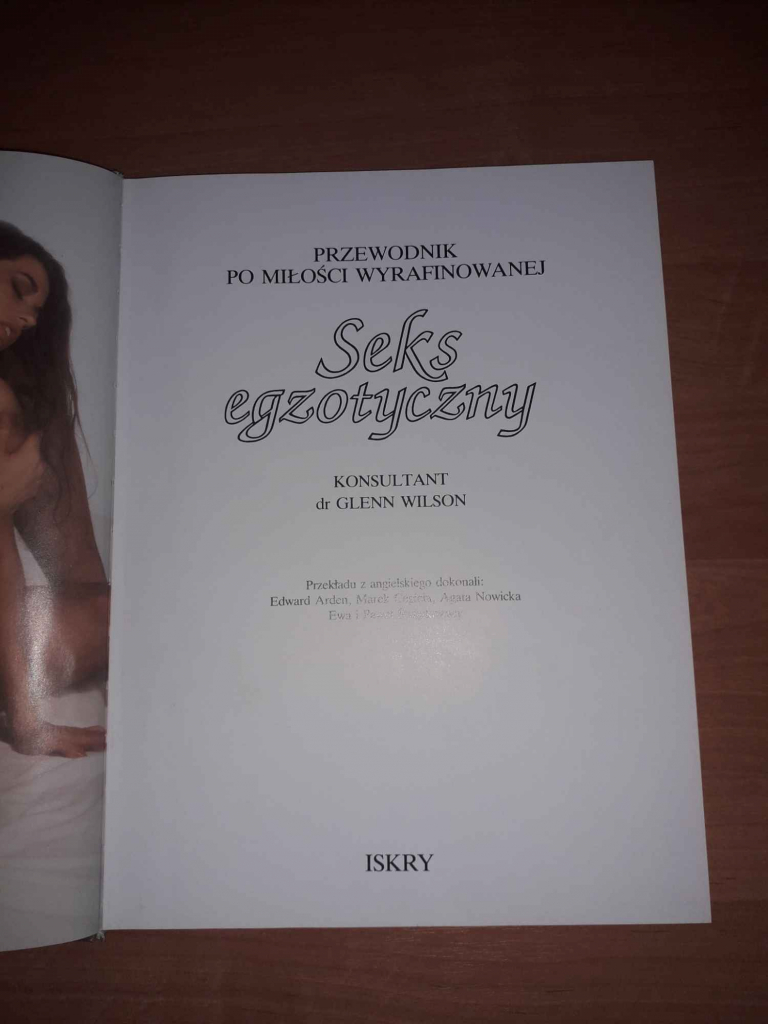 PRZEWODNIK
PO MIŁOŚCI WYRAFINOWANEJ
Seks
egzotyczny
KONSULTANT
dr GLENN WILSON
Przekładu z angielskiego dokonali:
Edward Arden, Marek Agata Nowicka
Ewa i
ISKRY